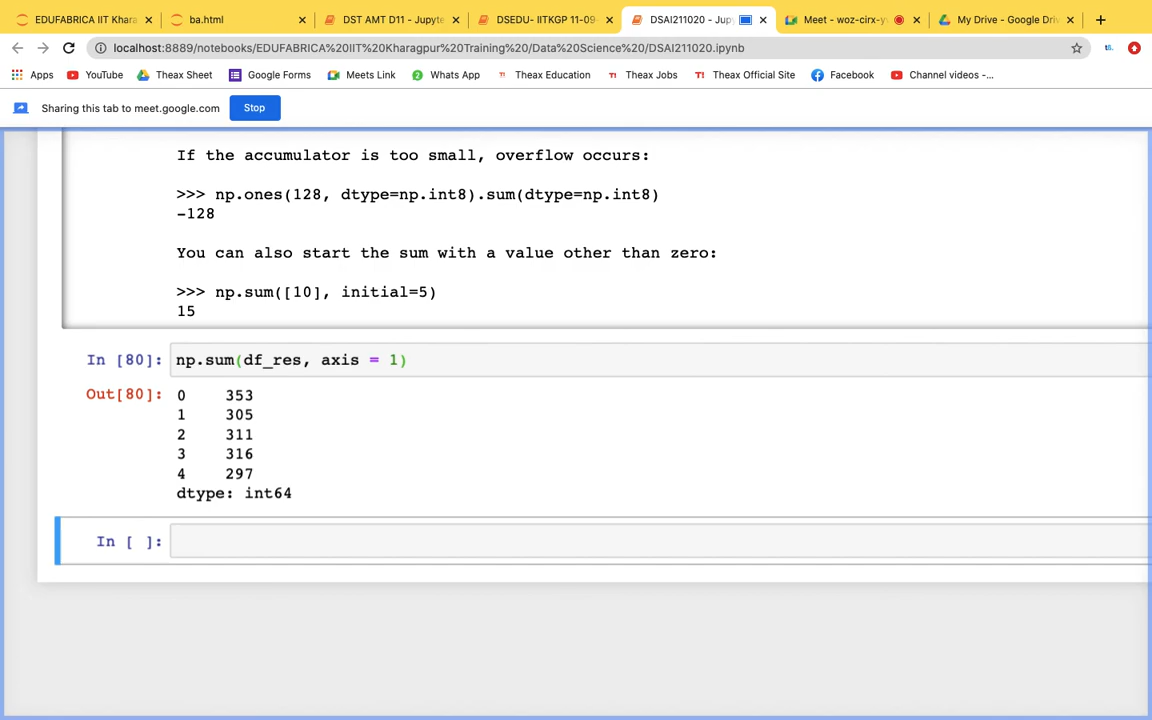 EDUFABRICA IIT Khara
ba.html
DST AMT D11 - Jupyte
DSEDU- IITKGP 11-09-
DSAI211020 - Jup
Meet - woz-cirx-y
My Drive - Google Driv
localhost:8889/notebooks/EDUFABRICA%20IIT%20Kharagpur%20Training%20/Data%20Science%20/DSAI211020.ipynb
Apps YouTube Theax Sheet Google Forms Meets Link 2 Whats App TI Theax Education TI Theax Jobs T! Theax Official Site Facebook Channel videos -...
Sharing this tab to meet.google.com Stop
If the accumulator is too small, overflow occurs:
>>> np.ones(128, dtype=np.int8).sum(dtype=np.int8)
-128
You can also start the sum with a value other than zero:
>>> np.sum([10], initial=5)
15
In [80]: np.sum(df_res, axis = 1)
Out[80]: 0 353
1 305
2 311
3 316
4 297
dtype: int64
In [ ]: